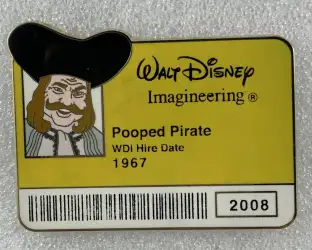 Walt Disney
Imagineering ®
Pooped Pirate
WDI Hire Date
1967
2008